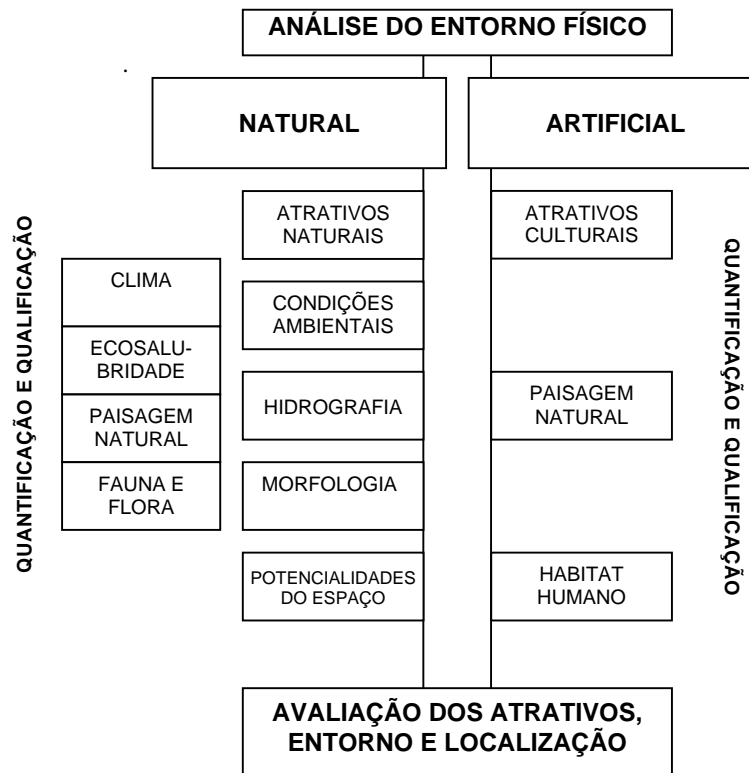 ANÁLISE DO ENTORNO FÍSICO
.
NATURAL
ARTIFICIAL
QUANTIFICAÇÃO E QUALIFICAÇÃO
CLIMA
ECOSALU-
BRIDADE
PAISAGEM
NATURAL
FAUNA E
FLORA
ATRATIVOS
NATURAIS
CONDIÇÕES
AMBIENTAIS
HIDROGRAFIA
MORFOLOGIA
POTENCIALIDADES
DO ESPAÇO
ATRATIVOS
CULTURAIS
PAISAGEM
NATURAL
HABITAT
HUMANO
QUANTIFICAÇÃO E QUALIFICAÇÃO
AVALIAÇÃO DOS ATRATIVOS,
ENTORNO E LOCALIZAÇÃO